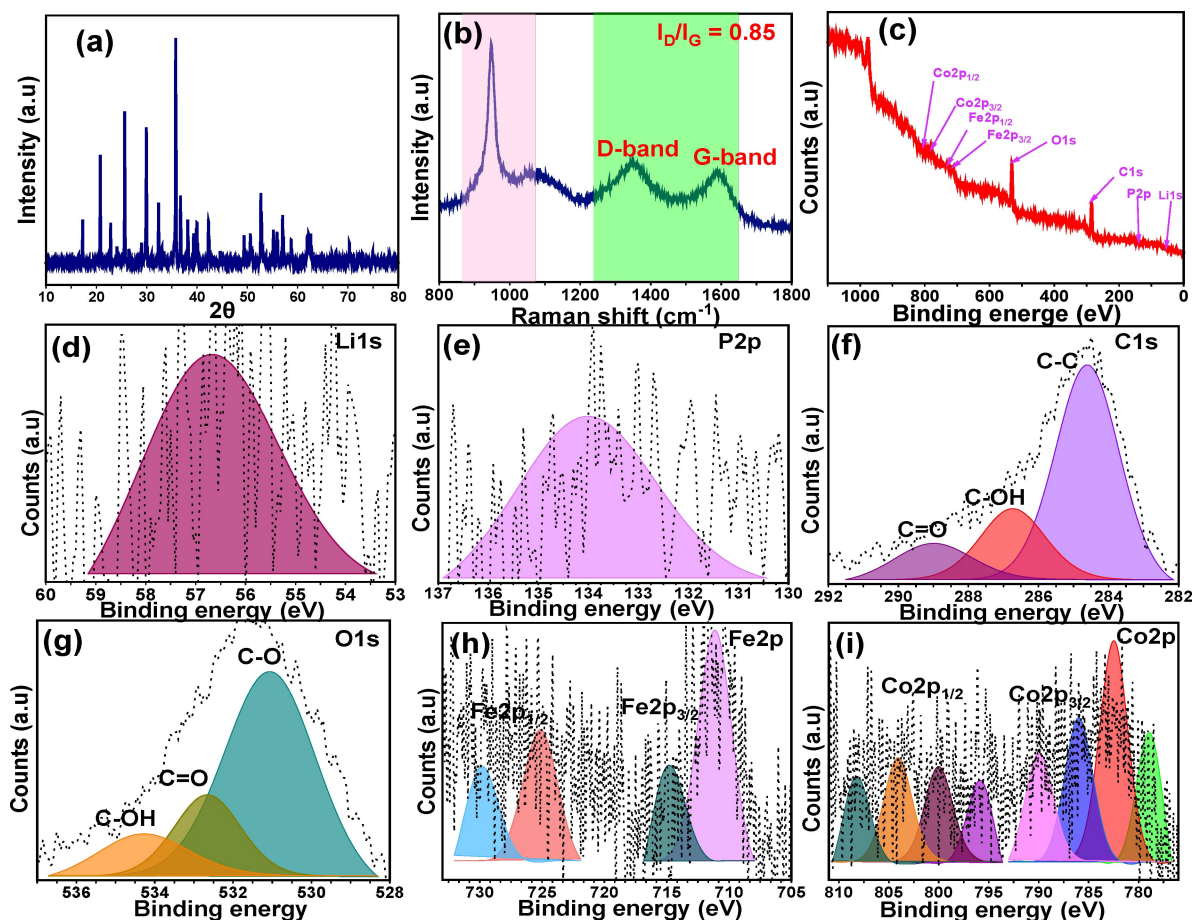 (a)
Intensity (a.u)
10 20 30 40 50 60 70 80
2θ
(b)
I_D/I_G = 0.85
D-band
G-band
Intensity (a.u)
800 1000 1200 1400 1600 1800
Raman shift (cm⁻¹)
(c)
Co2p1/2
Co2p3/2
Fe2p1/2
Fe2p3/2
O1s
C1s
P2p
Li1s
Counts (a.u)
1000 800 600 400 200 0
Binding energe (eV)
(d)
Li1s
Counts (a.u)
60 59 58 57 56 55 54 53
Binding energy (eV)
(e)
P2p
Counts (a.u)
137 136 135 134 133 132 131 130
Binding energy (eV)
(f)
C1s
C-C
C-OH
C=O
Counts (a.u)
292 290 288 286 284 282
Binding energy (eV)
(g)
O1s
C-O
C=O
C-OH
Counts (a.u)
536 534 532 530 528
Binding energy
(h)
Fe2p
Fe2p1/2
Fe2p3/2
Counts (a.u)
730 725 720 715 710 705
Binding energy (eV)
(i)
Co2p
Co2p1/2
Co2p3/2
Counts (a.u)
810 805 800 795 790 785 780
Binding energy (eV)